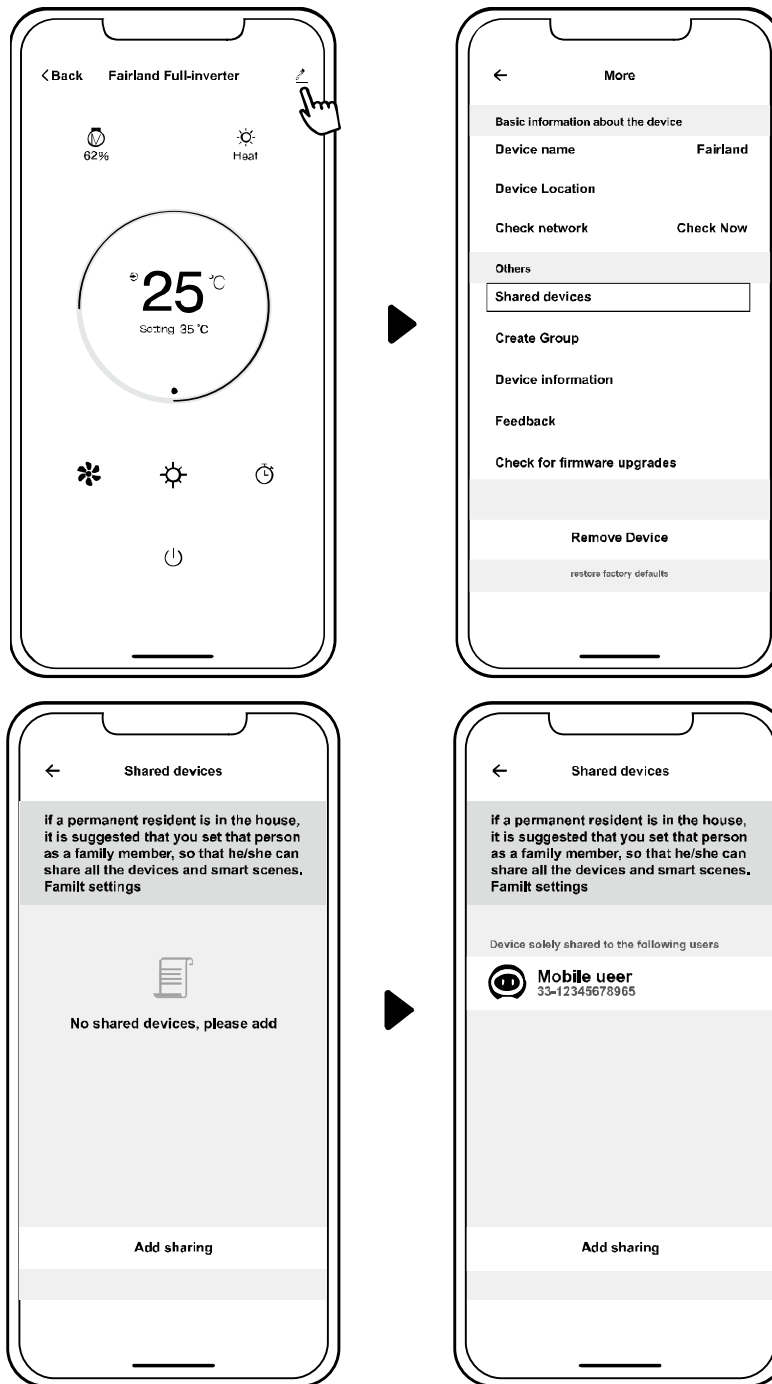 <Back Fairland Full-inverter
62%
Heat
25°C
Setting 35°C
More
Basic information about the device
Device name Fairland
Device Location
Check network Check Now
Others
Shared devices
Create Group
Device information
Feedback
Check for firmware upgrades
Remove Device
restore factory defaults
Shared devices
if a permanent resident is in the house,
it is suggested that you set that person
as a family member, so that he/she can
share all the devices and smart scenes.
Familt settings
No shared devices, please add
Add sharing
Shared devices
if a permanent resident is in the house,
it is suggested that you set that person
as a family member, so that he/she can
share all the devices and smart scenes.
Familt settings
Device solely shared to the following users
Mobile ueer
33-12345678965
Add sharing